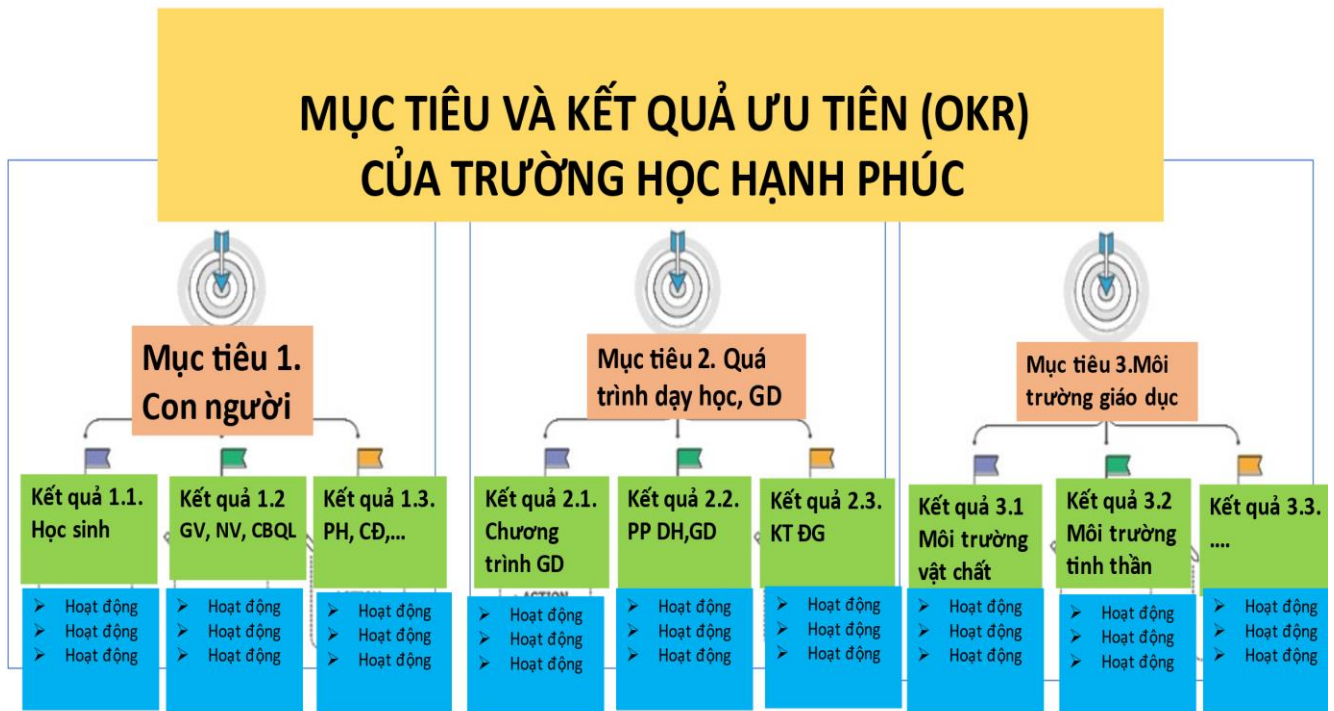 MỤC TIÊU VÀ KẾT QUẢ ƯU TIÊN (OKR)
CỦA TRƯỜNG HỌC HẠNH PHÚC
Mục tiêu 1.
Con người
Kết quả 1.1.
Học sinh
➢ Hoạt động
➢ Hoạt động
➢ Hoạt động
Kết quả 1.2
GV, NV, CBQL
➢ Hoạt động
➢ Hoạt động
➢ Hoạt động
Kết quả 1.3.
PH, CĐ,...
➢ Hoạt động
➢ Hoạt động
➢ Hoạt động
Mục tiêu 2. Quá
trình dạy học, GD
Kết quả 2.1.
Chương
trình GD
➢ Hoạt động
➢ Hoạt động
➢ Hoạt động
Kết quả 2.2.
PP DH,GD
➢ Hoạt động
➢ Hoạt động
➢ Hoạt động
Kết quả 2.3.
KT ĐG
➢ Hoạt động
➢ Hoạt động
➢ Hoạt động
Mục tiêu 3.Môi
trường giáo dục
Kết quả 3.1
Môi trường
vật chất
➢ Hoạt động
➢ Hoạt động
➢ Hoạt động
Kết quả 3.2
Môi trường
tinh thần
➢ Hoạt động
➢ Hoạt động
➢ Hoạt động
Kết quả 3.3.
....
➢ Hoạt động
➢ Hoạt động
➢ Hoạt động